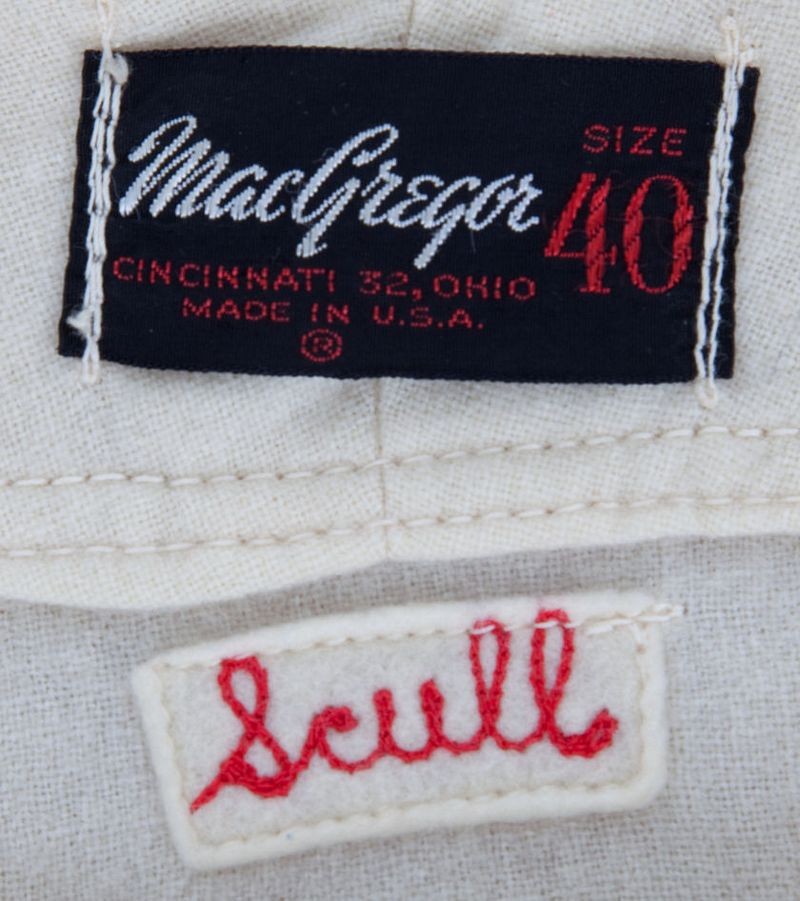 MacGregor
SIZE
40
CINCINNATI 32, OHIO
MADE IN U.S.A.
®
Scull